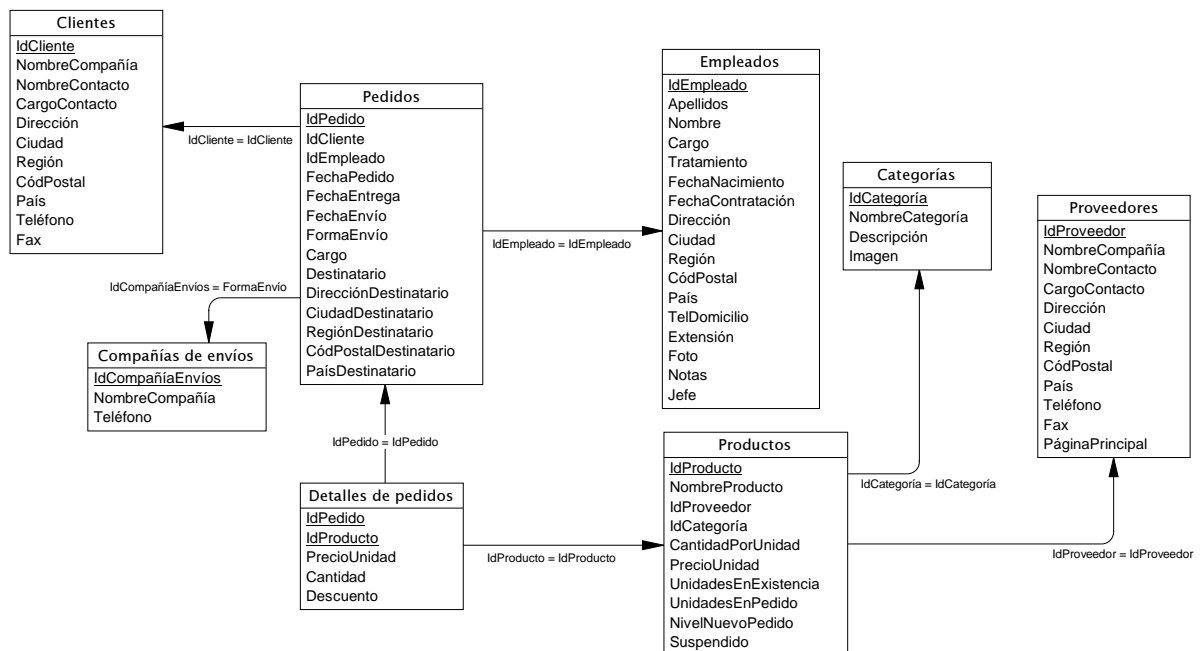 Clientes
IdCliente
NombreCompañía
NombreContacto
CargoContacto
Dirección
Ciudad
Región
CódPostal
País
Teléfono
Fax
IdCliente = IdCliente
Pedidos
IdPedido
IdCliente
IdEmpleado
FechaPedido
FechaEntrega
FechaEnvío
FormaEnvío
Cargo
Destinatario
DirecciónDestinatario
CiudadDestinatario
RegiónDestinatario
CódPostalDestinatario
PaísDestinatario
IdEmpleado = IdEmpleado
Empleados
IdEmpleado
Apellidos
Nombre
Cargo
Tratamiento
FechaNacimiento
FechaContratación
Dirección
Ciudad
Región
CódPostal
País
TelDomicilio
Extensión
Foto
Notas
Jefe
Categorías
IdCategoría
NombreCategoría
Descripción
Imagen
Proveedores
IdProveedor
NombreCompañía
NombreContacto
CargoContacto
Dirección
Ciudad
Región
CódPostal
País
Teléfono
Fax
PáginaPrincipal
IdCompañíaEnvíos = FormaEnvío
Compañías de envíos
IdCompañíaEnvíos
NombreCompañía
Teléfono
IdPedido = IdPedido
Detalles de pedidos
IdPedido
IdProducto
PrecioUnidad
Cantidad
Descuento
IdProducto = IdProducto
Productos
IdProducto
NombreProducto
IdProveedor
IdCategoría
CantidadPorUnidad
PrecioUnidad
UnidadesEnExistencia
UnidadesEnPedido
NivelNuevoPedido
Suspendido
IdCategoría = IdCategoría
IdProveedor = IdProveedor